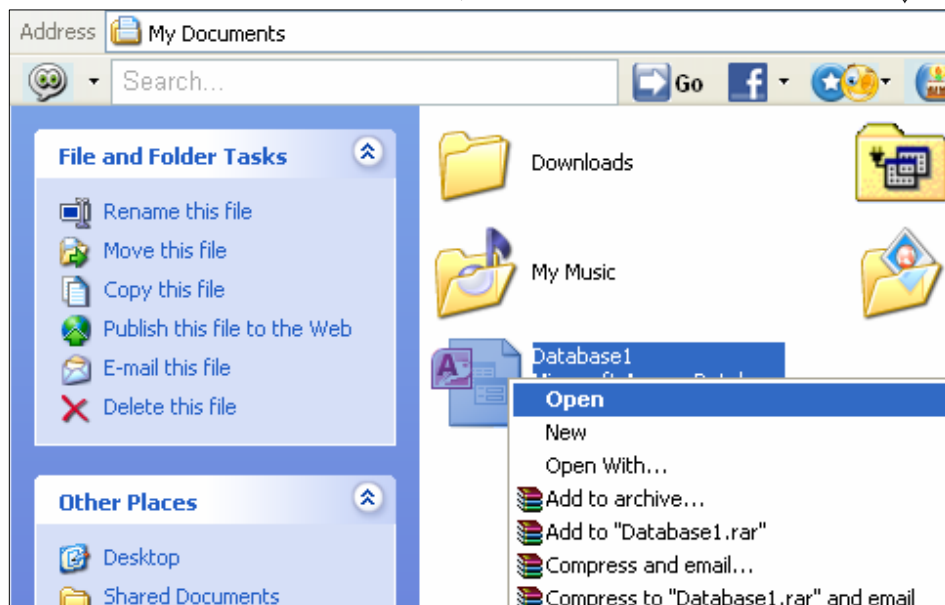 Address My Documents
Search...
Go
File and Folder Tasks
Rename this file
Move this file
Copy this file
Publish this file to the Web
E-mail this file
Delete this file
Other Places
Desktop
Shared Documents
Downloads
My Music
Database1
Open
New
Open With...
Add to archive...
Add to "Database1.rar"
Compress and email...
Compress to "Database1.rar" and email